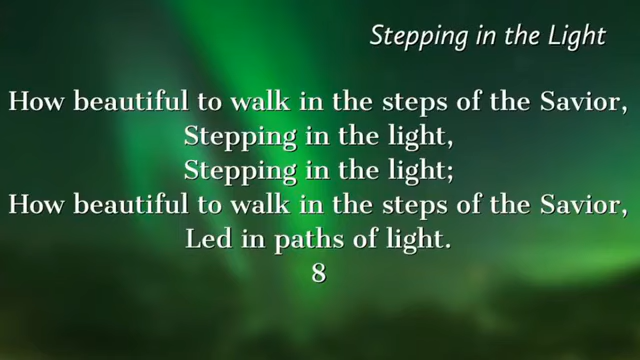 Stepping in the Light
How beautiful to walk in the steps of the Savior,
Stepping in the light,
Stepping in the light;
How beautiful to walk in the steps of the Savior,
Led in paths of light.
8